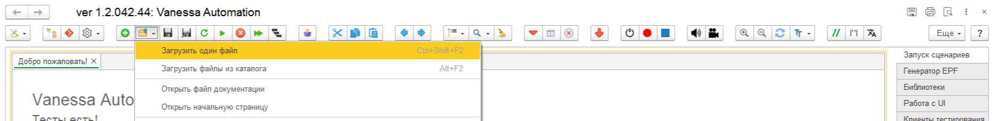 ver 1.2.042.44: Vanessa Automation
Еще
?
Загрузить один файл Ctrl+Shift+F2
Загрузить файлы из каталога Alt+F2
Открыть файл документации
Открыть начальную страницу
Добро пожаловать!
Vanessa Auto
Тесты есть!
Запуск сценариев
Генератор EPF
Библиотеки
Работа с UI
Клиенты тестирования